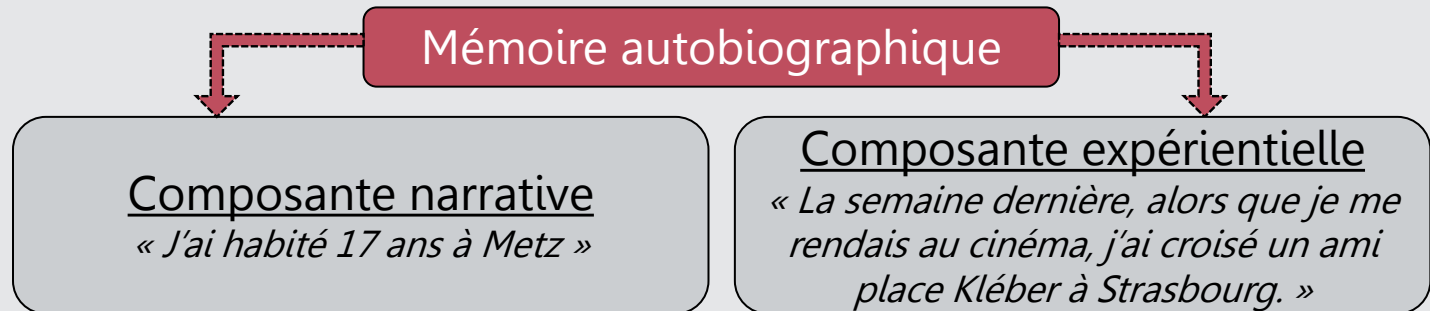 Mémoire autobiographique
Composante narrative
« J’ai habité 17 ans à Metz »
Composante expérientielle
« La semaine dernière, alors que je me
rendais au cinéma, j’ai croisé un ami
place Kléber à Strasbourg. »